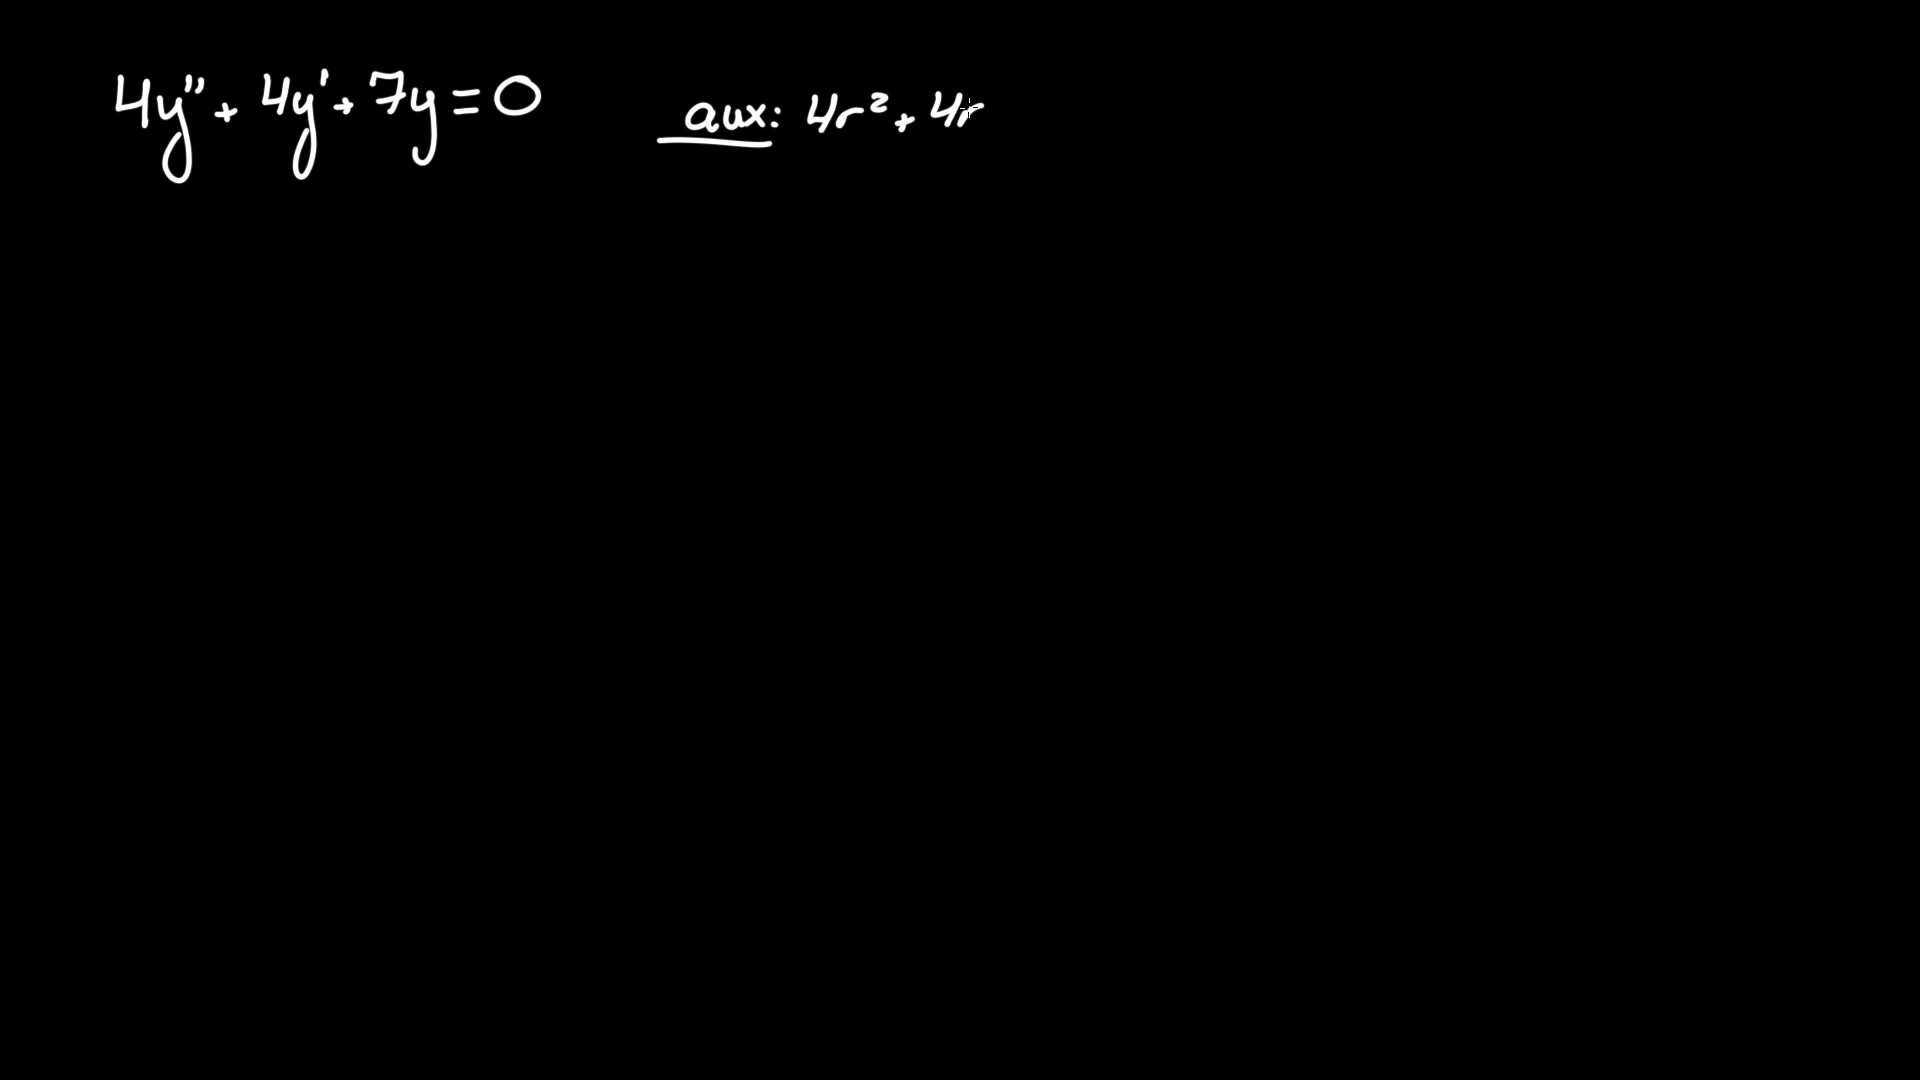 4y'' + 4y' + 7y = 0 aux: 4r² + 4r